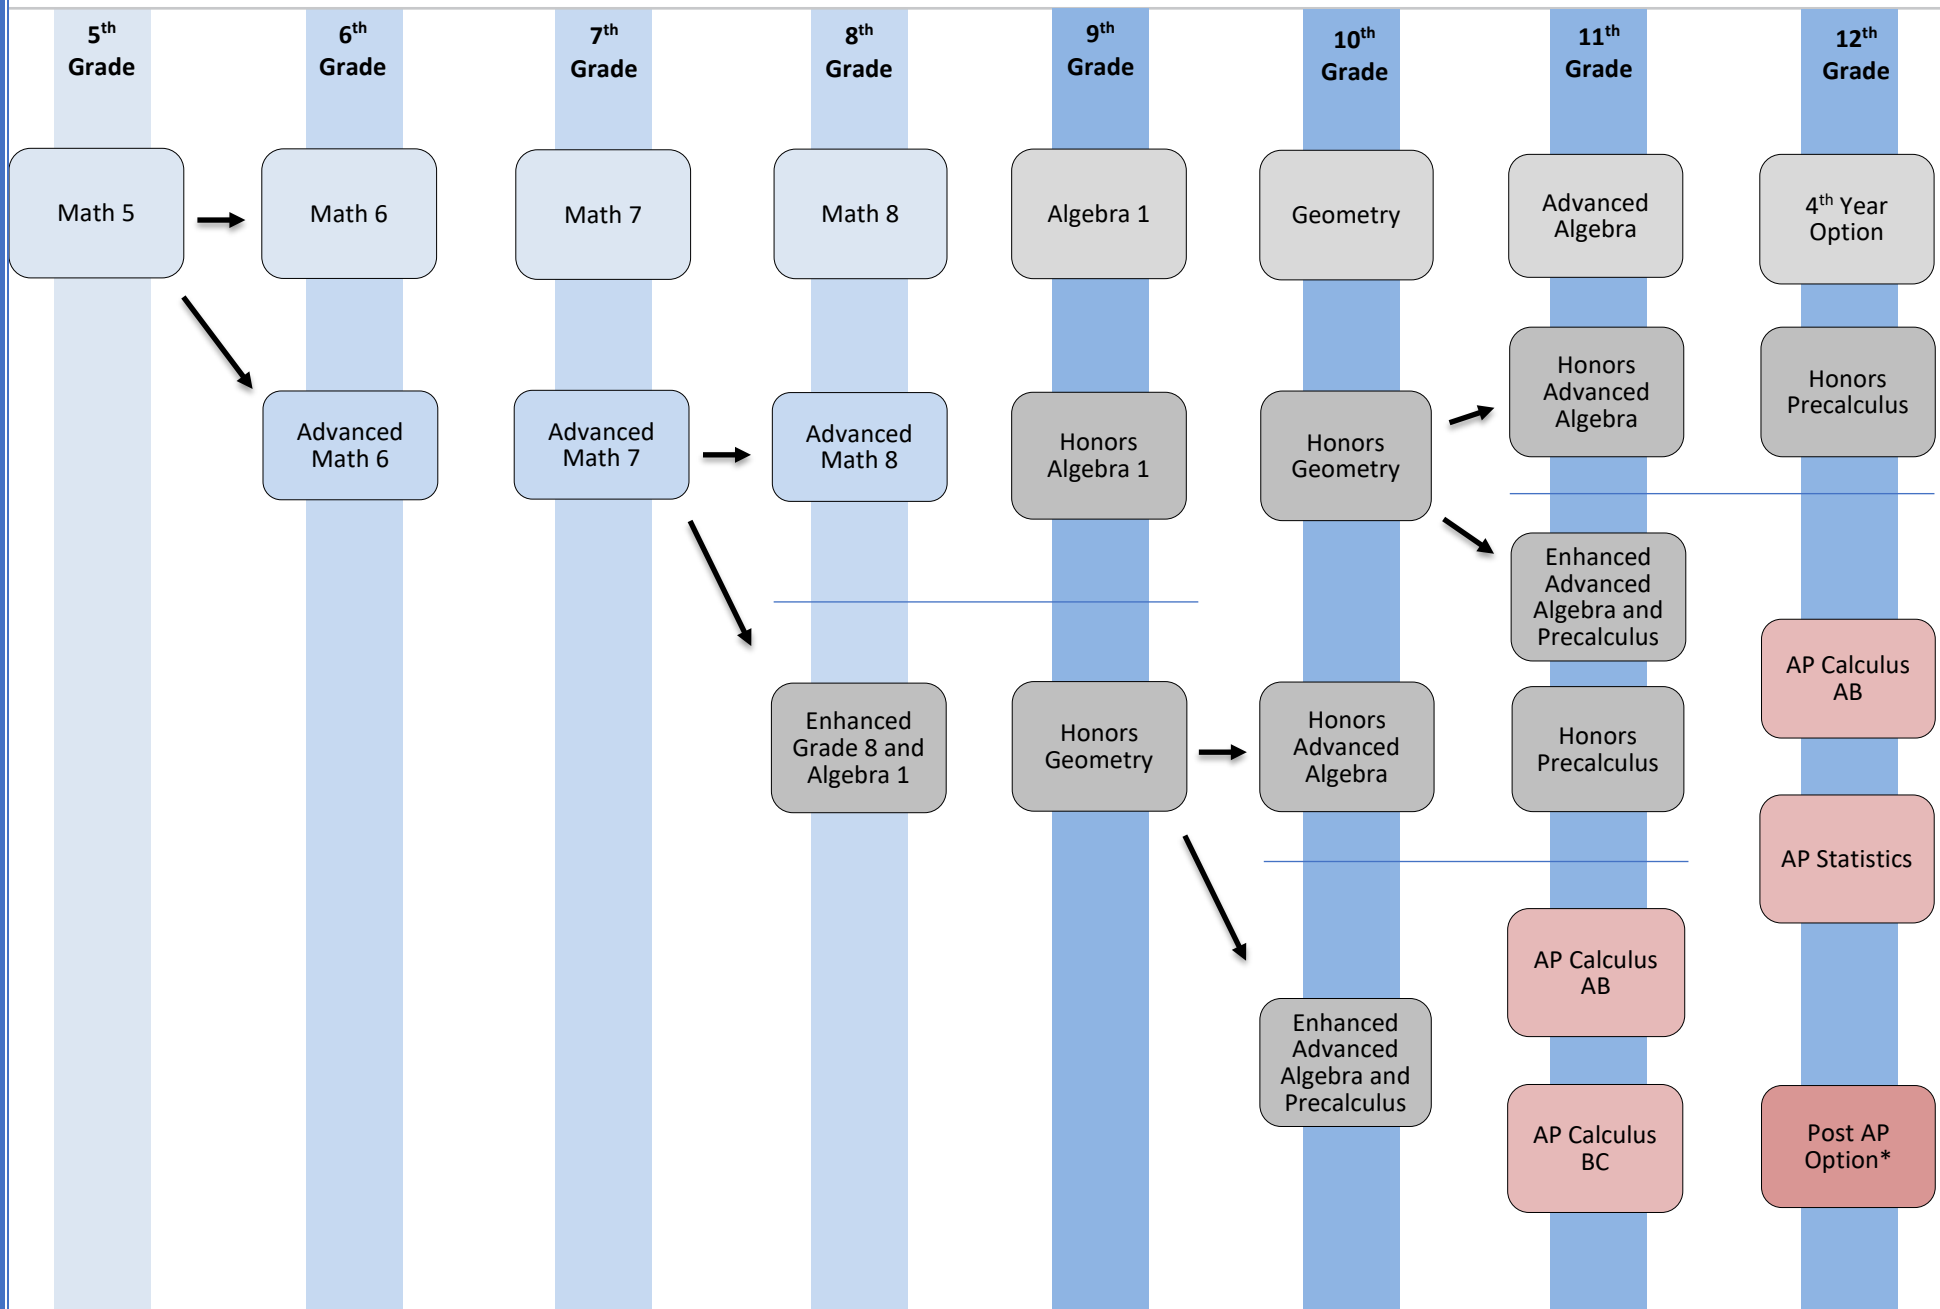 5th
Grade
6th
Grade
7th
Grade
8th
Grade
9th
Grade
10th
Grade
11th
Grade
12th
Grade
Math 5
Math 6
Math 7
Math 8
Algebra 1
Geometry
Advanced
Algebra
4th Year
Option
Advanced
Math 6
Advanced
Math 7
Advanced
Math 8
Honors
Algebra 1
Honors
Geometry
Honors
Advanced
Algebra
Honors
Precalculus
Enhanced
Advanced
Algebra and
Precalculus
Enhanced
Grade 8 and
Algebra 1
Honors
Geometry
Honors
Advanced
Algebra
Honors
Precalculus
AP Calculus
AB
AP Statistics
Enhanced
Advanced
Algebra and
Precalculus
AP Calculus
AB
AP Calculus
BC
Post AP
Option*